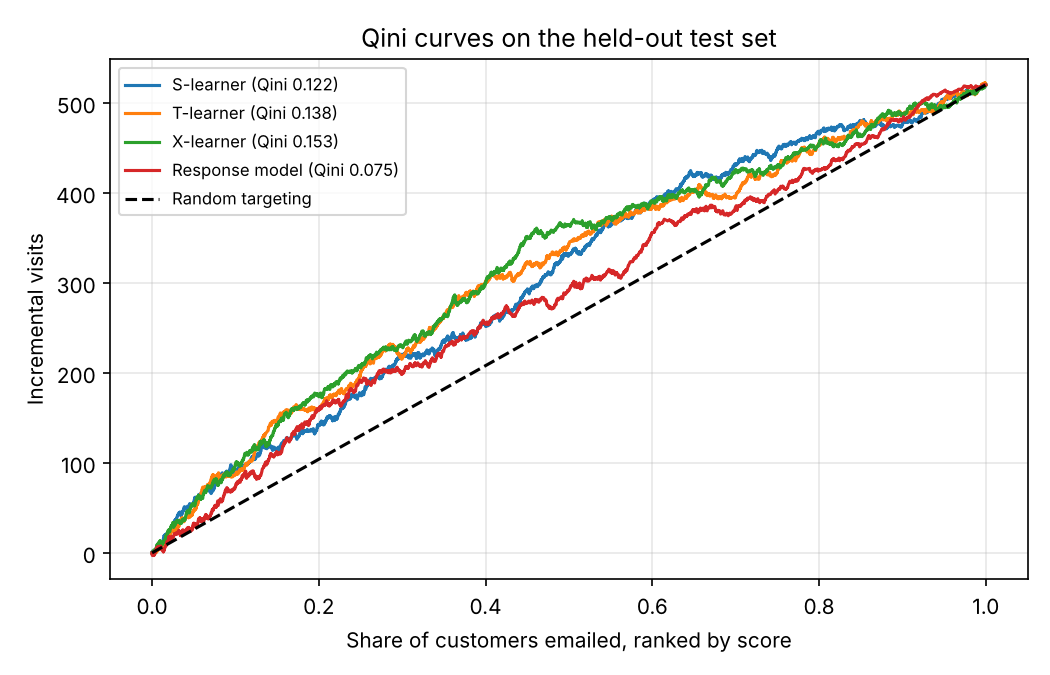 Qini curves on the held-out test set
S-learner (Qini 0.122)
T-learner (Qini 0.138)
X-learner (Qini 0.153)
Response model (Qini 0.075)
Random targeting
Incremental visits
500
400
300
200
100
0
0.0 0.2 0.4 0.6 0.8 1.0
Share of customers emailed, ranked by score